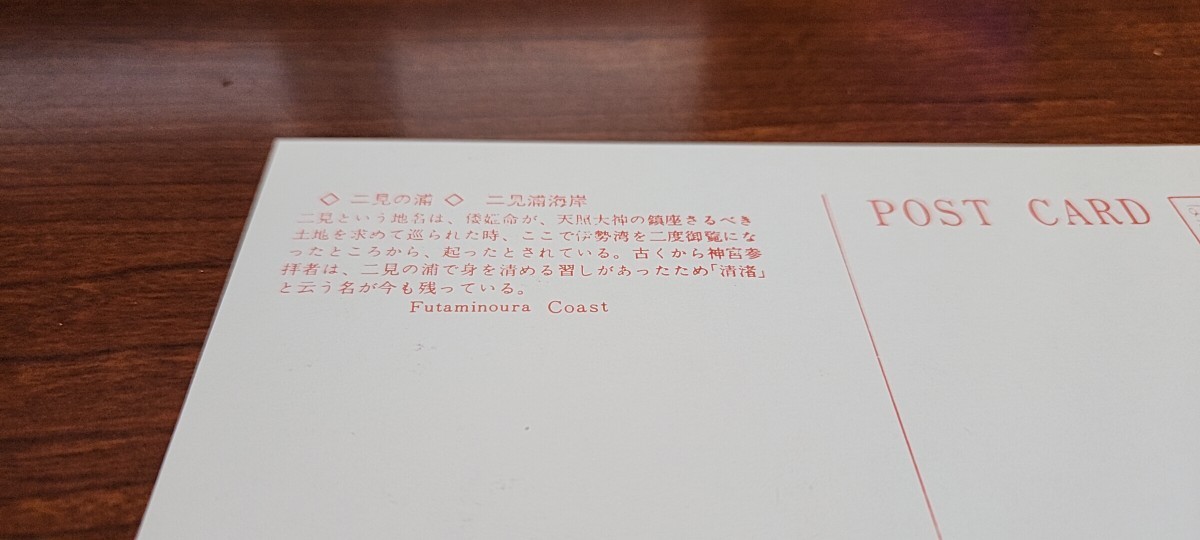 ◇ 二見の浦 ◇ 二見浦海岸
二見という地名は、倭姫命が、天照大神の鎮座さるべき
土地を求めて巡られた時、ここで伊勢湾を二度御覧にな
ったところから、起ったとされている。古くから神宮参
拝者は、二見の浦で身を清める習しがあったため「清渚」
と云う名が今も残っている。
Futaminoura Coast
POST CARD